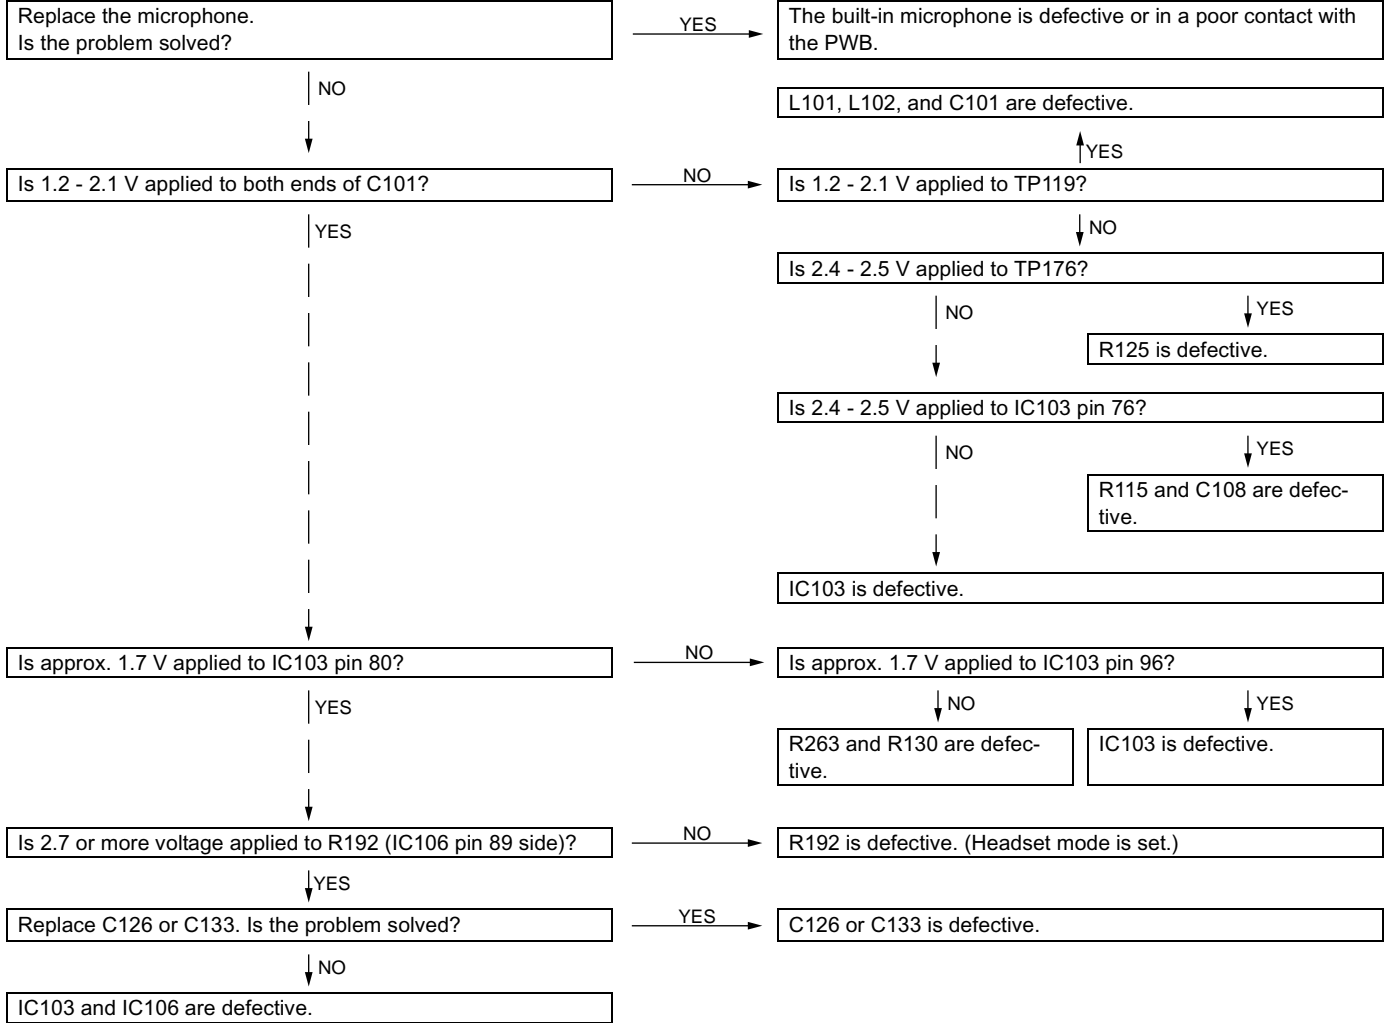 Replace the microphone.
Is the problem solved?
YES
The built-in microphone is defective or in a poor contact with
the PWB.
NO
L101, L102, and C101 are defective.
YES
Is 1.2 - 2.1 V applied to both ends of C101?
NO
Is 1.2 - 2.1 V applied to TP119?
YES
NO
Is 2.4 - 2.5 V applied to TP176?
NO
YES
R125 is defective.
Is 2.4 - 2.5 V applied to IC103 pin 76?
NO
YES
R115 and C108 are defec-
tive.
IC103 is defective.
Is approx. 1.7 V applied to IC103 pin 80?
NO
Is approx. 1.7 V applied to IC103 pin 96?
YES
NO
YES
R263 and R130 are defec-
tive.
IC103 is defective.
Is 2.7 or more voltage applied to R192 (IC106 pin 89 side)?
NO
R192 is defective. (Headset mode is set.)
YES
Replace C126 or C133. Is the problem solved?
YES
C126 or C133 is defective.
NO
IC103 and IC106 are defective.